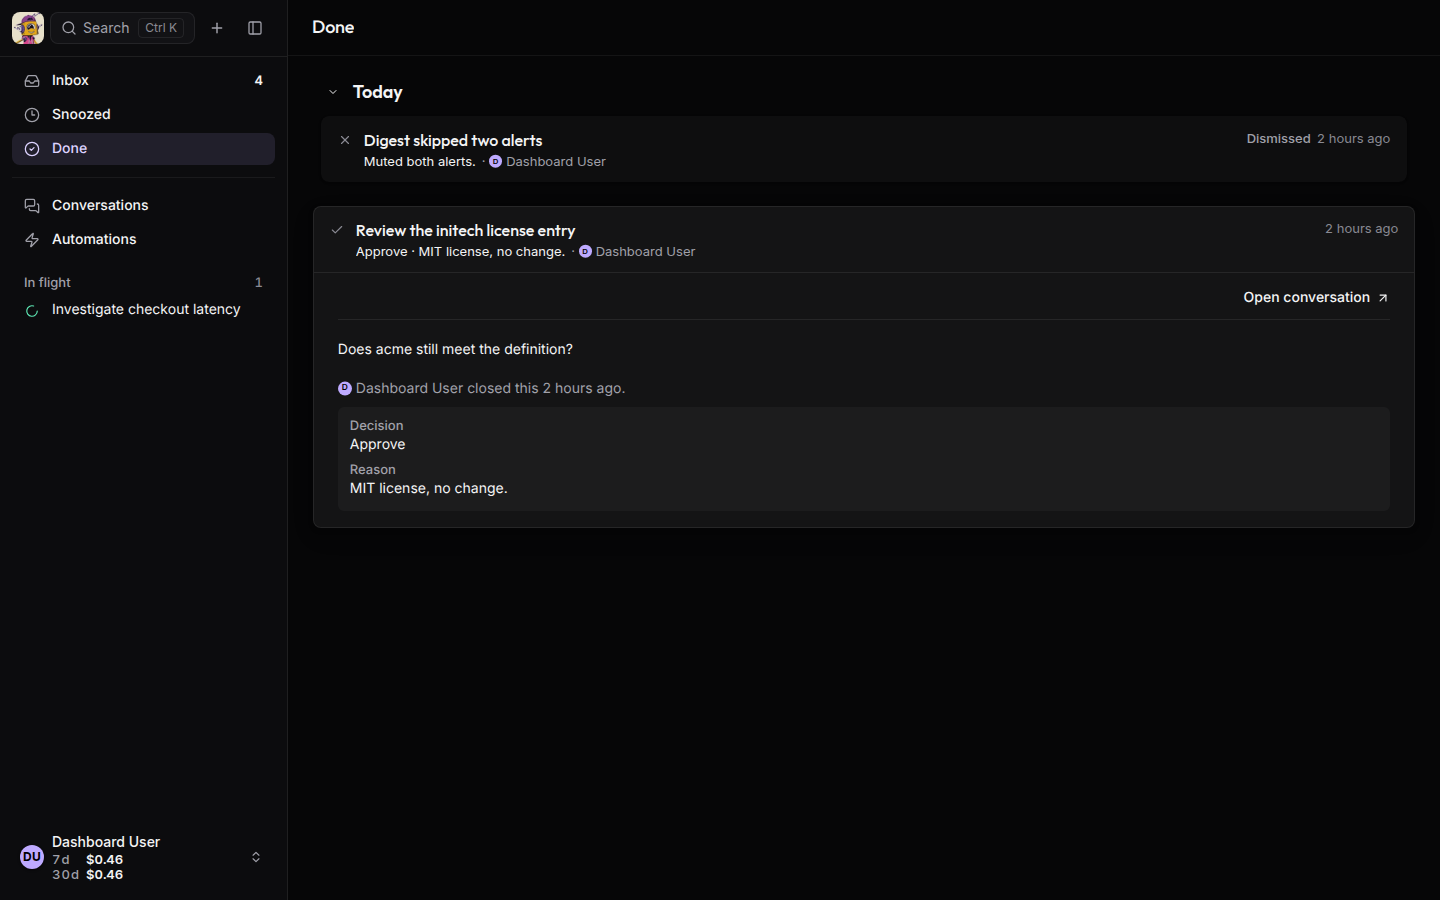 Search Ctrl K
Done
Inbox 4
Snoozed
Done
Conversations
Automations
In flight 1
Investigate checkout latency
Today
Digest skipped two alerts
Dismissed 2 hours ago
Muted both alerts. · D Dashboard User
Review the initech license entry
2 hours ago
Approve · MIT license, no change. · D Dashboard User
Open conversation
Does acme still meet the definition?
D Dashboard User closed this 2 hours ago.
Decision
Approve
Reason
MIT license, no change.
DU Dashboard User
7d $0.46
30d $0.46